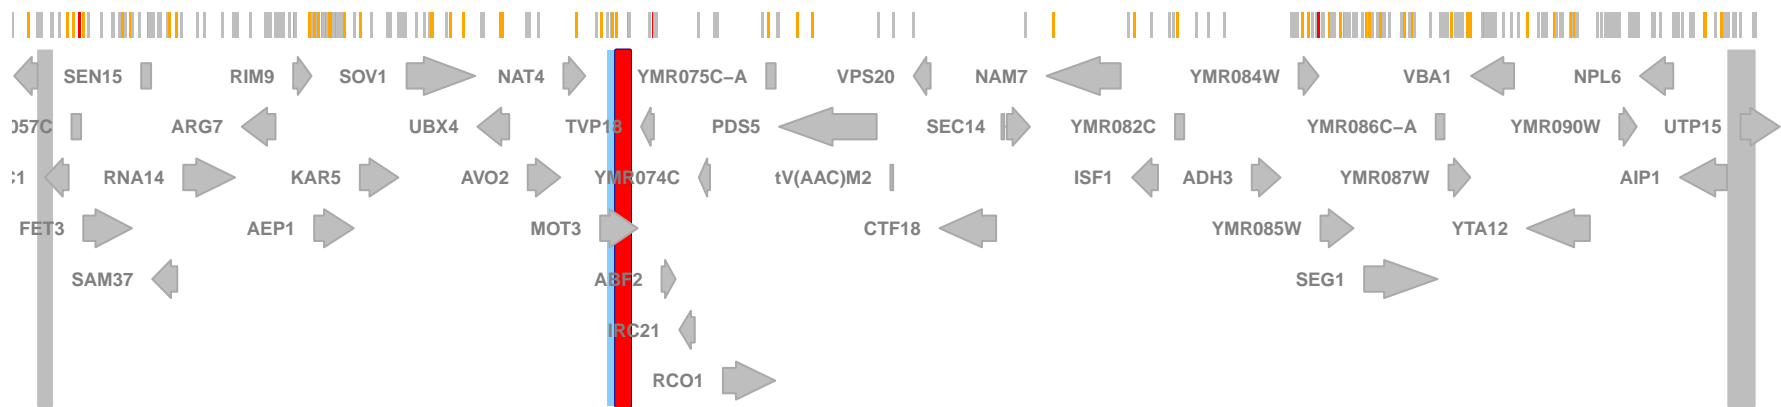 SEN15 RIM9 SOV1 NAT4 YMR075C−A VPS20 NAM7 YMR084W VBA1 NPL6
057C ARG7 UBX4 TVP18 PDS5 SEC14 YMR082C YMR086C−A YMR090W UTP15
C1 RNA14 KAR5 AVO2 YMR074C tV(AAC)M2 ISF1 ADH3 YMR087W AIP1
FET3 AEP1 MOT3 CTF18 YMR085W YTA12
SAM37 ABF2 SEG1
IRC21
RCO1